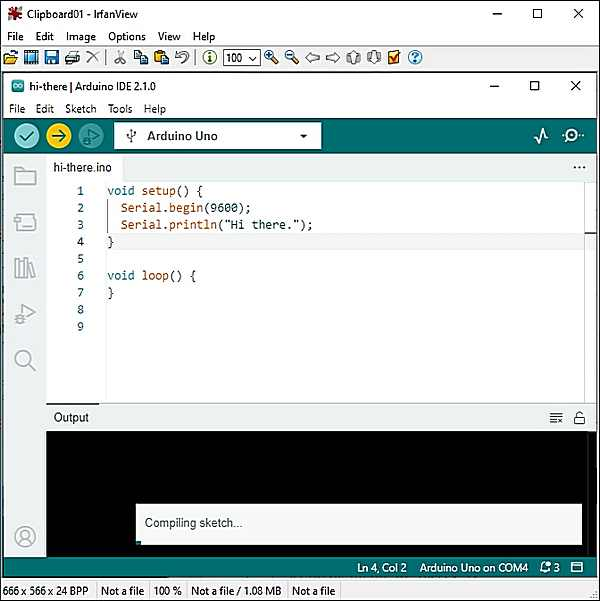 Clipboard01 - IrfanView
File Edit Image Options View Help
100
hi-there | Arduino IDE 2.1.0
File Edit Sketch Tools Help
Arduino Uno
hi-there.ino
1 void setup() {
2 Serial.begin(9600);
3 Serial.println("Hi there.");
4 }
5
6 void loop() {
7 }
8
9
Output
Compiling sketch...
Ln 4, Col 2 Arduino Uno on COM4 3
666 x 566 x 24 BPP Not a file 100 % Not a file / 1.08 MB Not a file